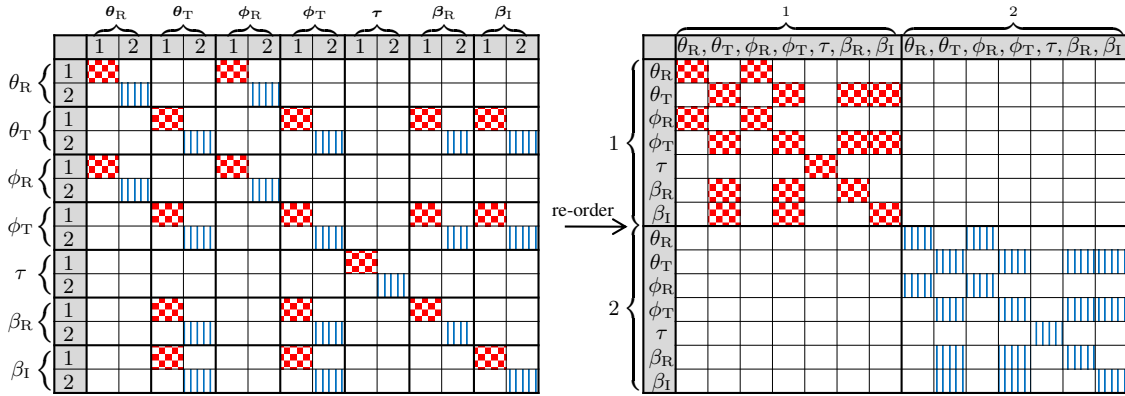 θ_R θ_T ϕ_R ϕ_T τ β_R β_I
1 2 1 2 1 2 1 2 1 2 1 2 1 2
θ_R 1
2
θ_T 1
2
ϕ_R 1
2
ϕ_T 1
2
τ 1
2
β_R 1
2
β_I 1
2
re-order
1 2
θ_R, θ_T, ϕ_R, ϕ_T, τ, β_R, β_I θ_R, θ_T, ϕ_R, ϕ_T, τ, β_R, β_I
1
θ_R
θ_T
ϕ_R
ϕ_T
τ
β_R
β_I
2
θ_R
θ_T
ϕ_R
ϕ_T
τ
β_R
β_I